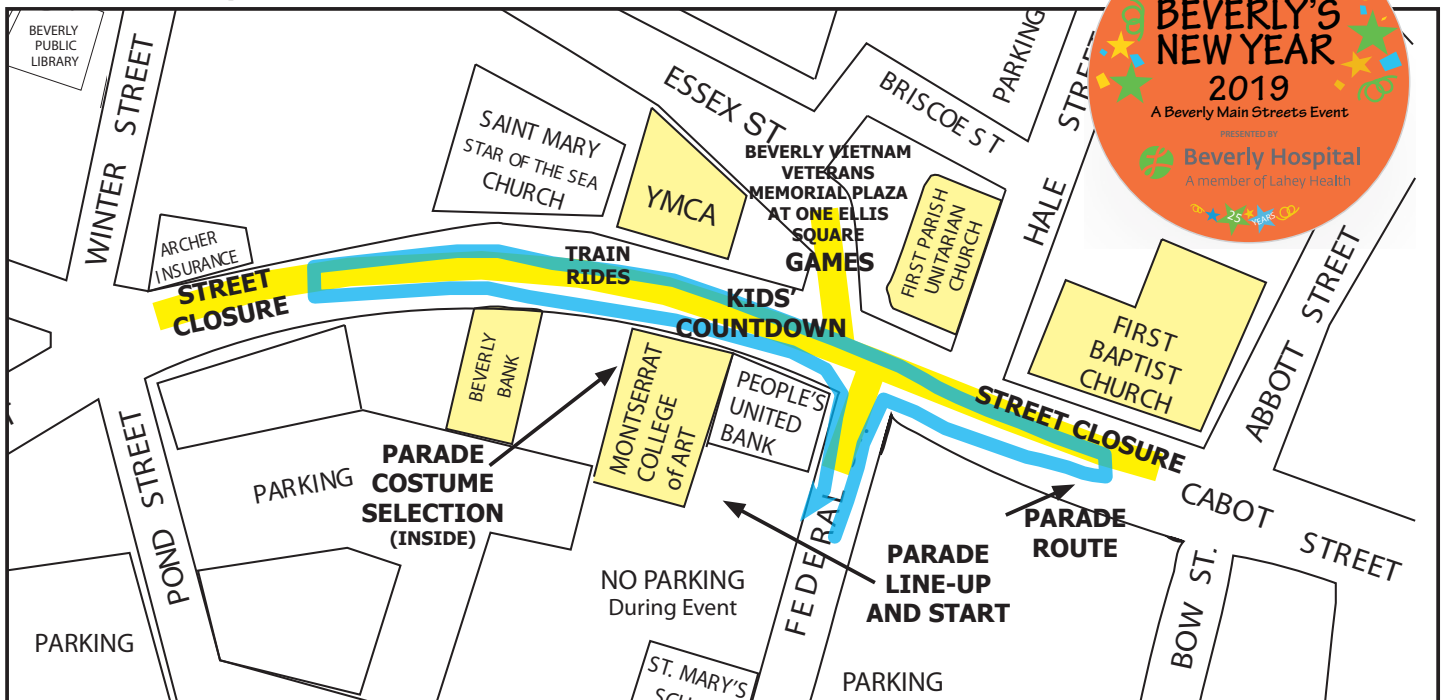 BEVERLY
PUBLIC
LIBRARY
WINTER STREET
SAINT MARY
STAR OF THE SEA
CHURCH
ESSEX ST
YMCA
BRISCOE ST
PARKING
HALE STREET
BEVERLY'S
NEW YEAR
2019
A Beverly Main Streets Event
PRESENTED BY
Beverly Hospital
A member of Lahey Health
25 YEARS
BEVERLY VIETNAM
VETERANS
MEMORIAL PLAZA
AT ONE ELLIS
SQUARE
GAMES
FIRST PARISH
UNITARIAN
CHURCH
ARCHER
INSURANCE
STREET
CLOSURE
TRAIN
RIDES
KIDS'
COUNTDOWN
FIRST
BAPTIST
CHURCH
ABBOTT STREET
BEVERLY
BANK
MONTSERRAT
COLLEGE
of ART
PEOPLE'S
UNITED
BANK
STREET CLOSURE
POND STREET
PARKING
PARADE
COSTUME
SELECTION
(INSIDE)
CABOT STREET
PARADE
ROUTE
PARADE
LINE-UP
AND START
FEDERAL
NO PARKING
During Event
BOW ST.
PARKING
ST. MARY'S
PARKING